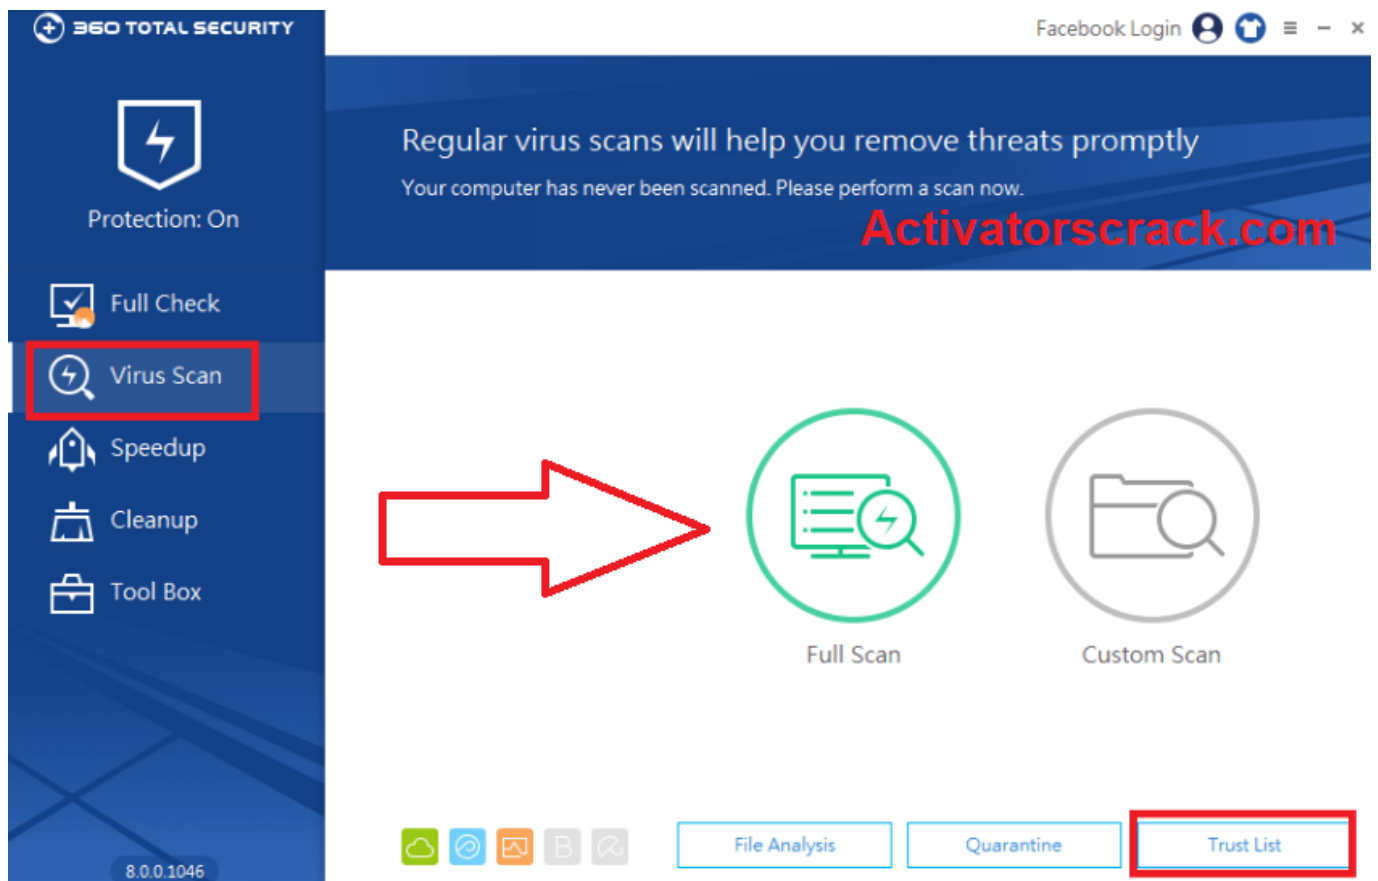 360 TOTAL SECURITY
Facebook Login
Protection: On
Regular virus scans will help you remove threats promptly
Your computer has never been scanned. Please perform a scan now.
Activatorscrack.com
Full Check
Virus Scan
Speedup
Cleanup
Tool Box
Full Scan
Custom Scan
B
File Analysis
Quarantine
Trust List
8.0.0.1046